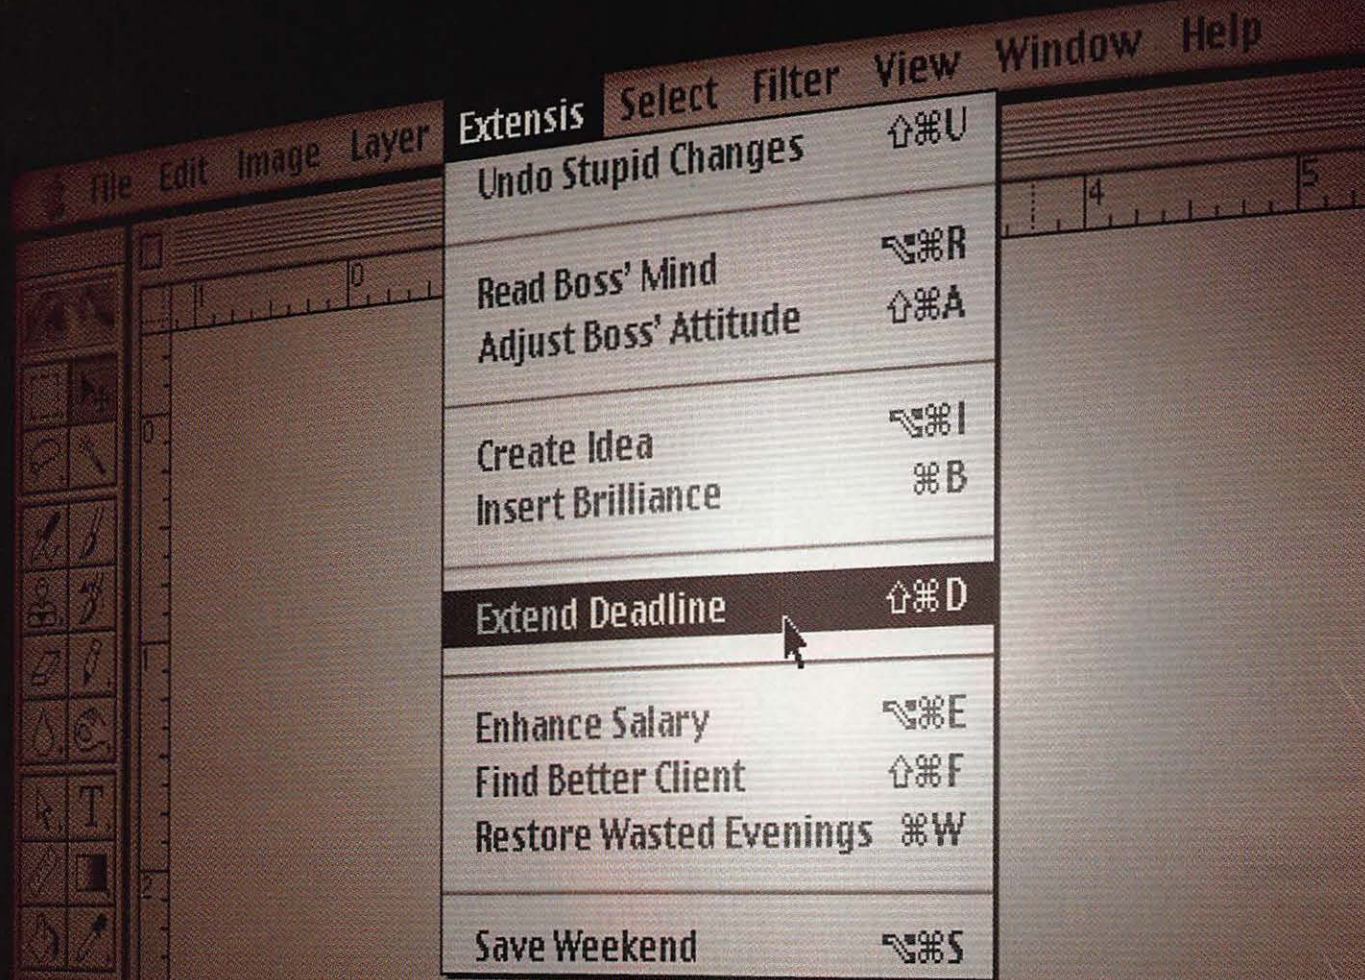 File Edit Image Layer Extensis Select Filter View Window Help
Undo Stupid Changes ⇧⌘U
Read Boss' Mind ⌥⌘R
Adjust Boss' Attitude ⇧⌘A
Create Idea ⌥⌘I
Insert Brilliance ⌘B
Extend Deadline ⇧⌘D
Enhance Salary ⌥⌘E
Find Better Client ⇧⌘F
Restore Wasted Evenings ⌘W
Save Weekend ⌥⌘S
1 0 4 5
0
1
T
2